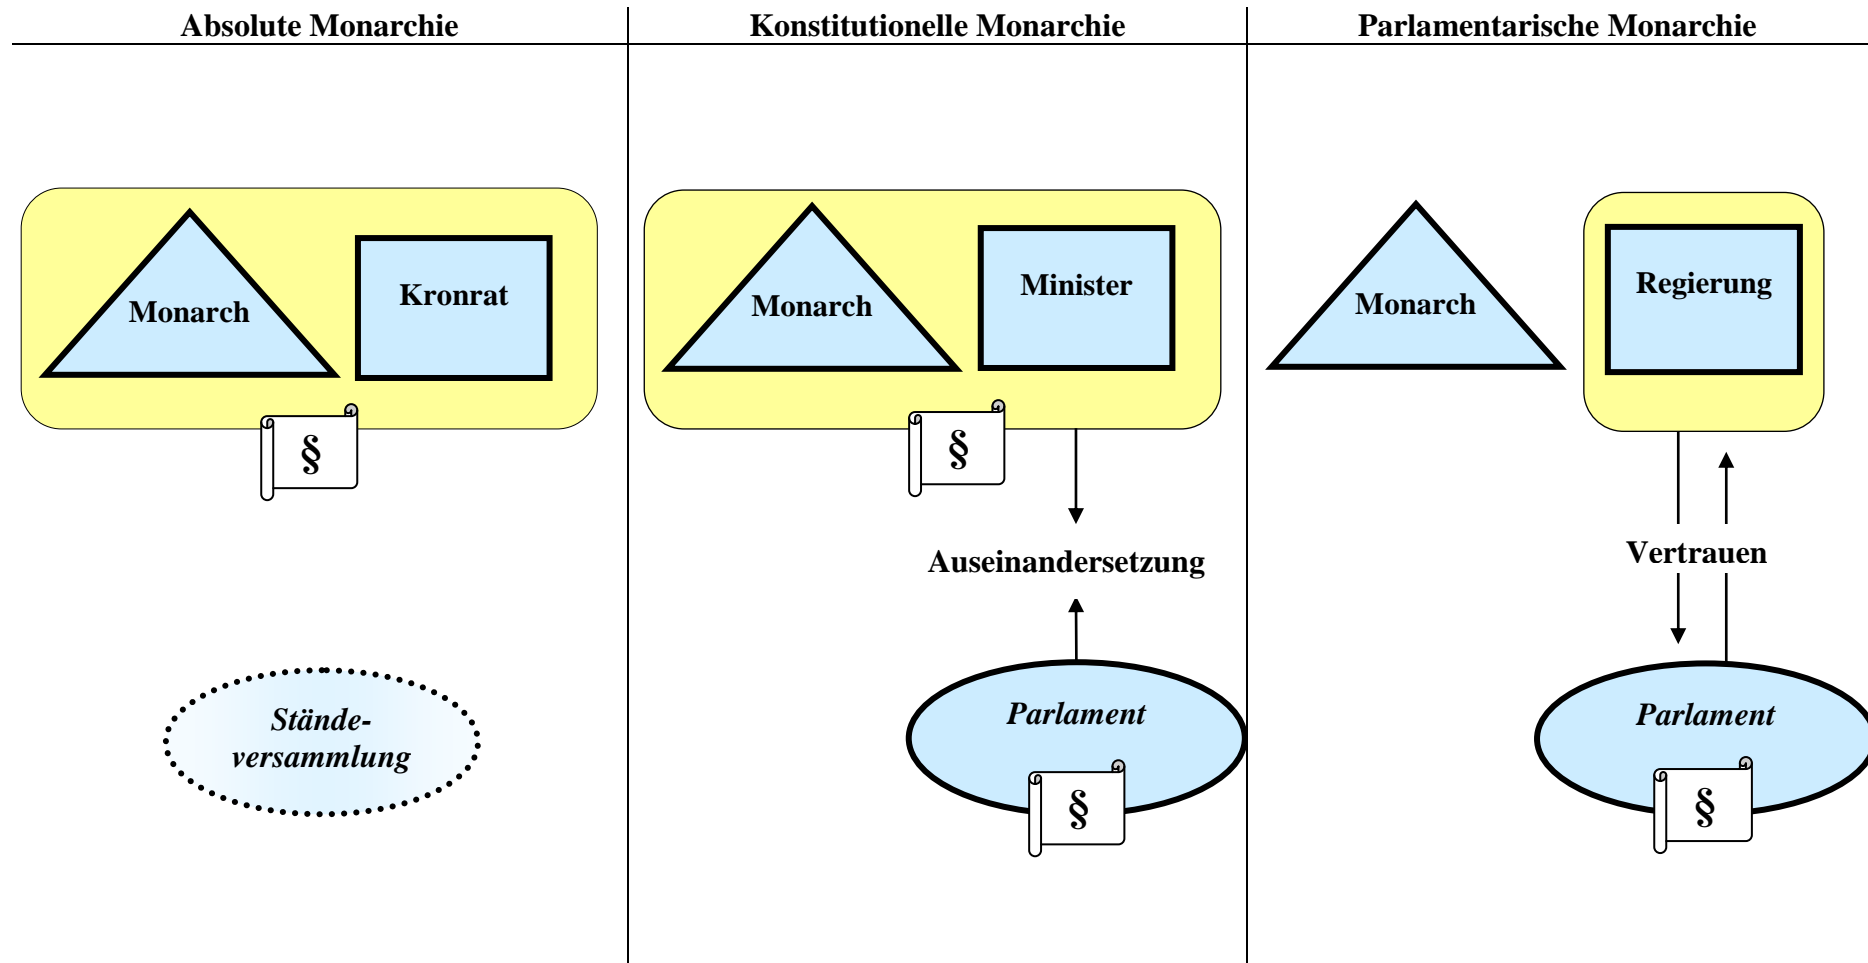 Absolute Monarchie
Konstitutionelle Monarchie
Parlamentarische Monarchie
Monarch
Kronrat
§
Stände-
versammlung
Monarch
Minister
§
Auseinandersetzung
Parlament
§
Monarch
Regierung
Vertrauen
Parlament
§